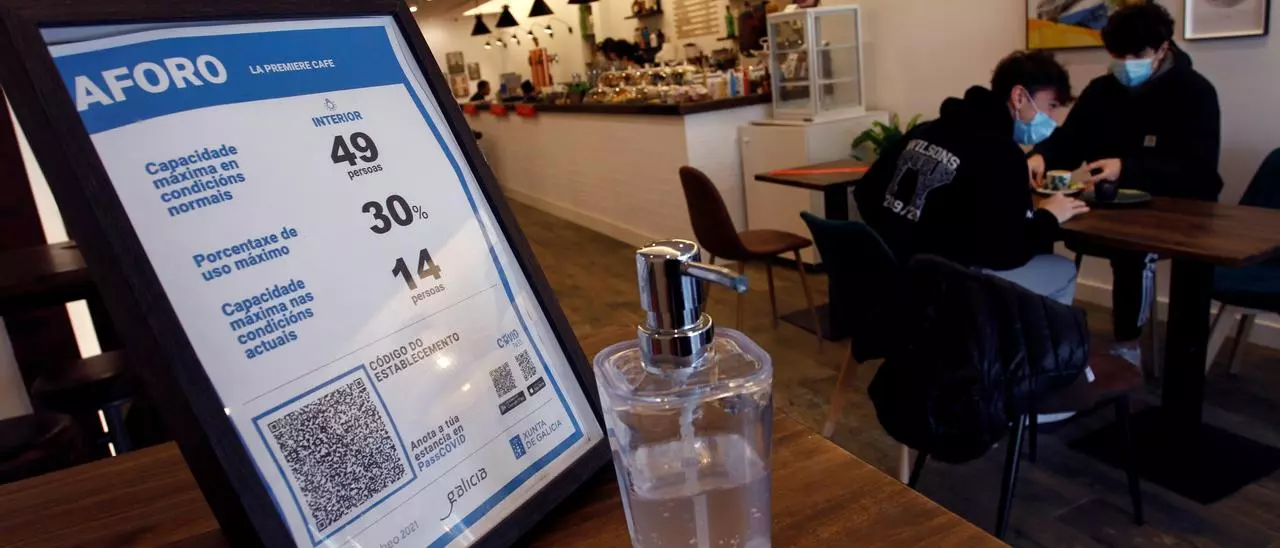 AFORO LA PREMIERE CAFE
INTERIOR
Capacidade
máxima en
condicións
normais
49
persoas
Porcentaxe de
uso máximo
30%
Capacidade
máxima nas
condicións
actuais
14
persoas
CÓDIGO DO
ESTABLECEMENTO
Anota a túa
estancia en
PassCOVID
XUNTA
DE GALICIA
galicia
2021
WILSONS